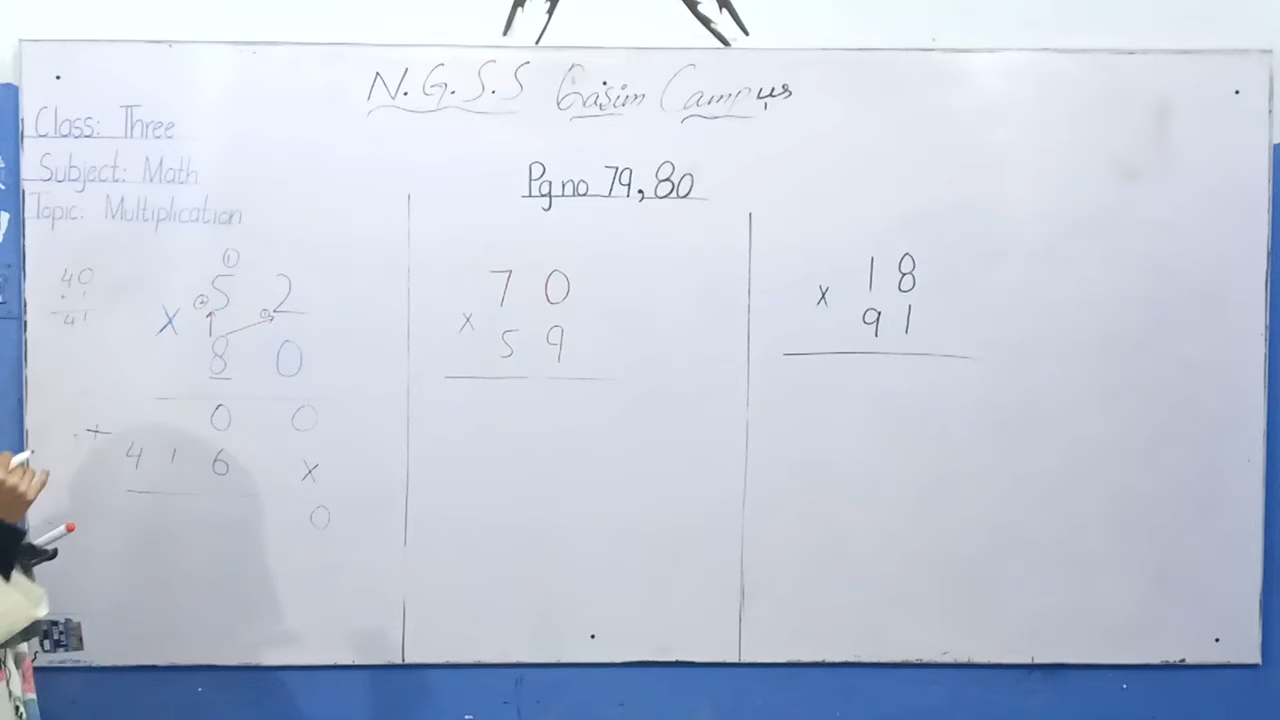 N.G.S.S Qasim Campus
Class: Three
Subject: Math
Topic: Multiplication
Pg no 79,80
40
1
41
1
5 2
x
8 0
0 0
+
4 1 6 x
0
7 0
x
5 9
1 8
x
9 1